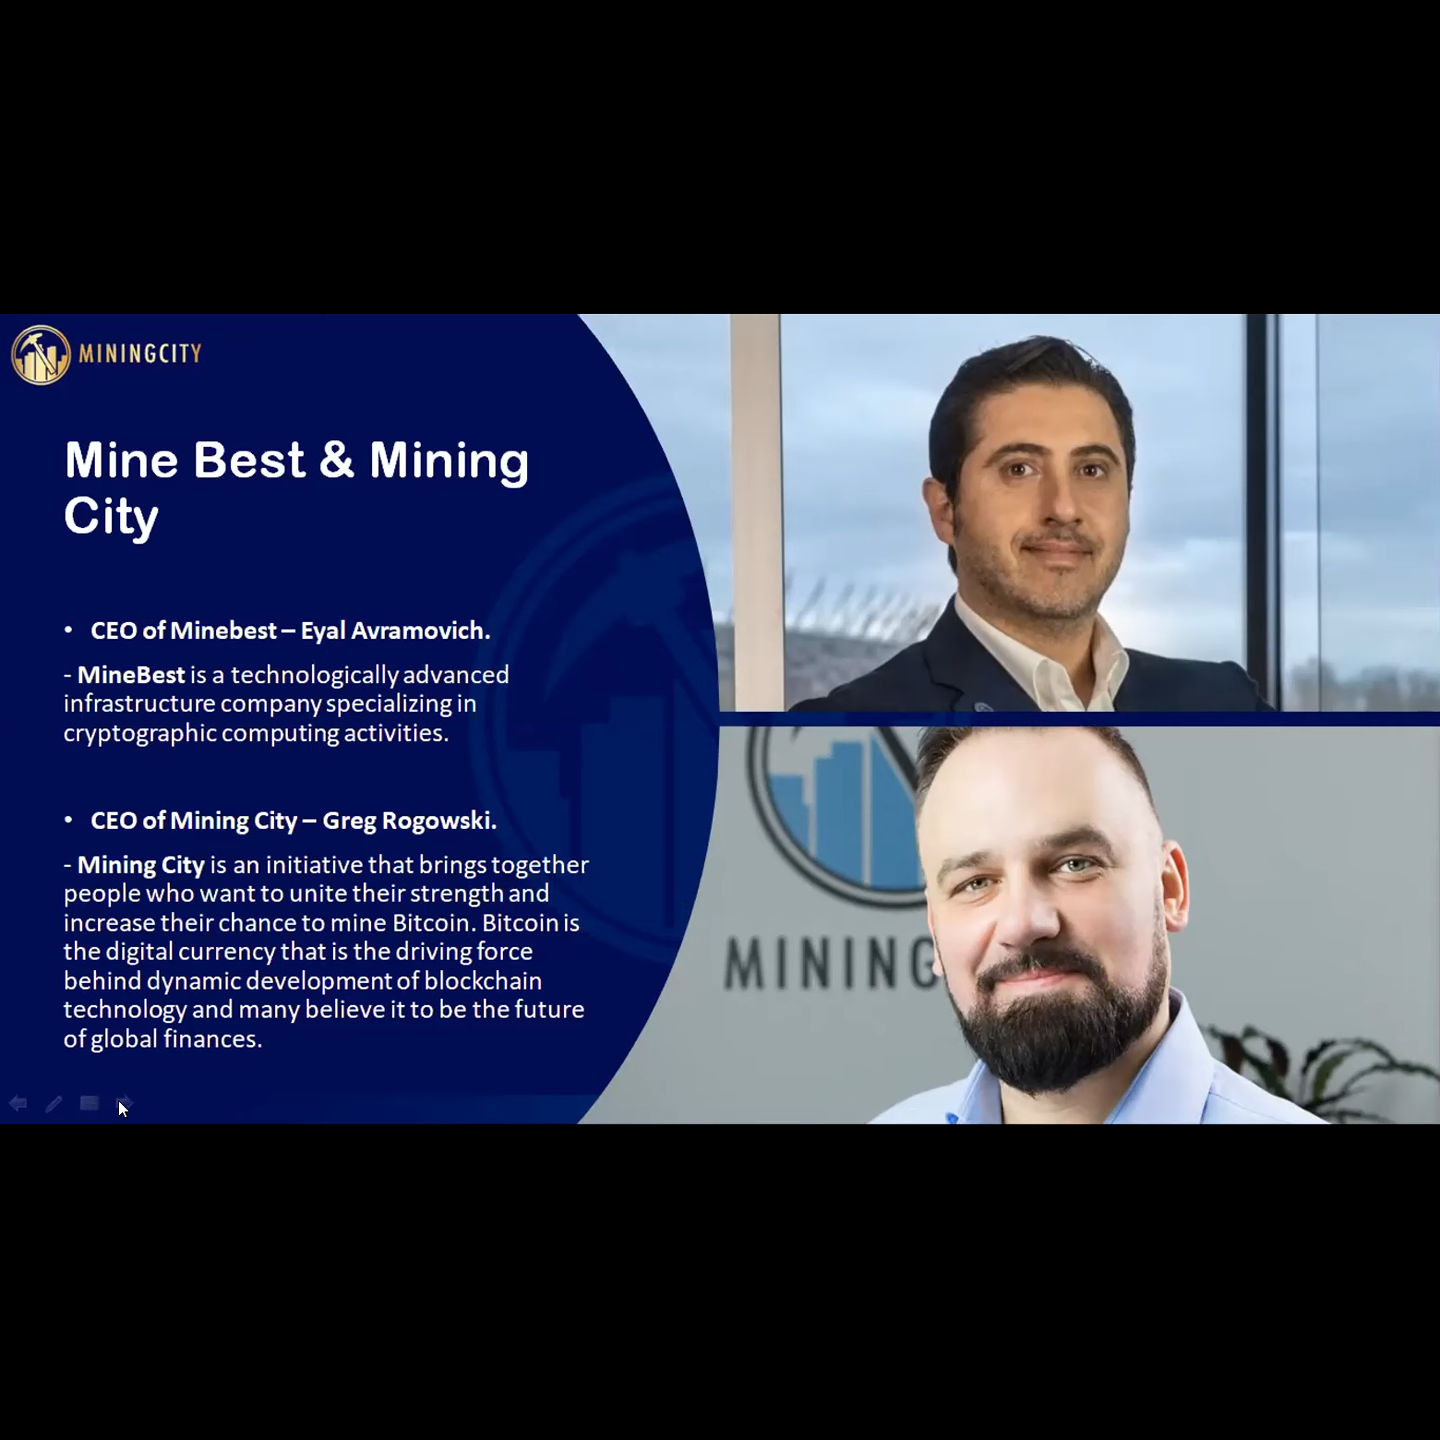 MININGCITY
Mine Best & Mining
City
• CEO of Minebest – Eyal Avramovich.
- MineBest is a technologically advanced
infrastructure company specializing in
cryptographic computing activities.
• CEO of Mining City – Greg Rogowski.
- Mining City is an initiative that brings together
people who want to unite their strength and
increase their chance to mine Bitcoin. Bitcoin is
the digital currency that is the driving force
behind dynamic development of blockchain
technology and many believe it to be the future
of global finances.
MINING